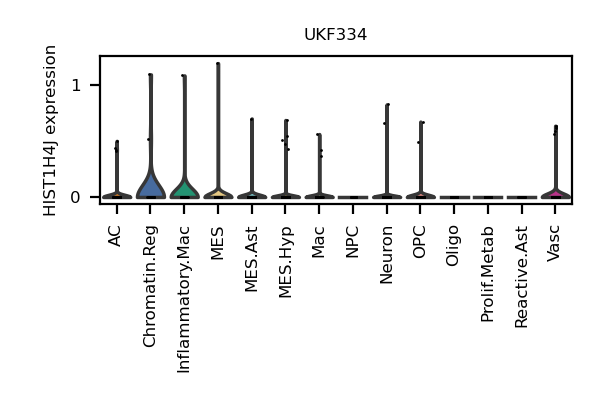 UKF334
HIST1H4J expression
1
0
AC
Chromatin.Reg
Inflammatory.Mac
MES
MES.Ast
MES.Hyp
Mac
NPC
Neuron
OPC
Oligo
Prolif.Metab
Reactive.Ast
Vasc